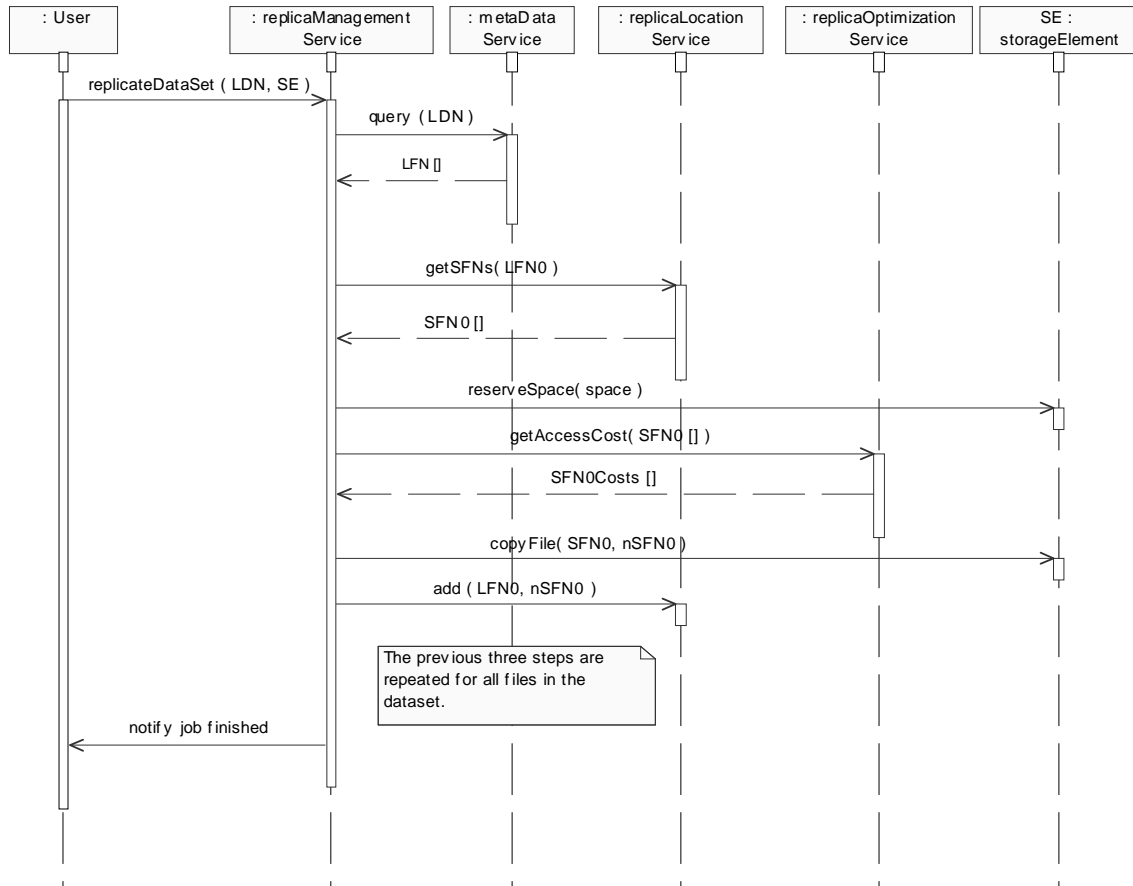 : User
: replicaManagement
Service
: metaData
Service
: replicaLocation
Service
: replicaOptimization
Service
SE :
storageElement
replicateDataSet ( LDN, SE )
query ( LDN )
LFN []
getSFNs( LFN0 )
SFN0 []
reserveSpace( space )
getAccessCost( SFN0 [] )
SFN0Costs []
copyFile( SFN0, nSFN0 )
add ( LFN0, nSFN0 )
The previous three steps are
repeated for all files in the
dataset.
notify job finished